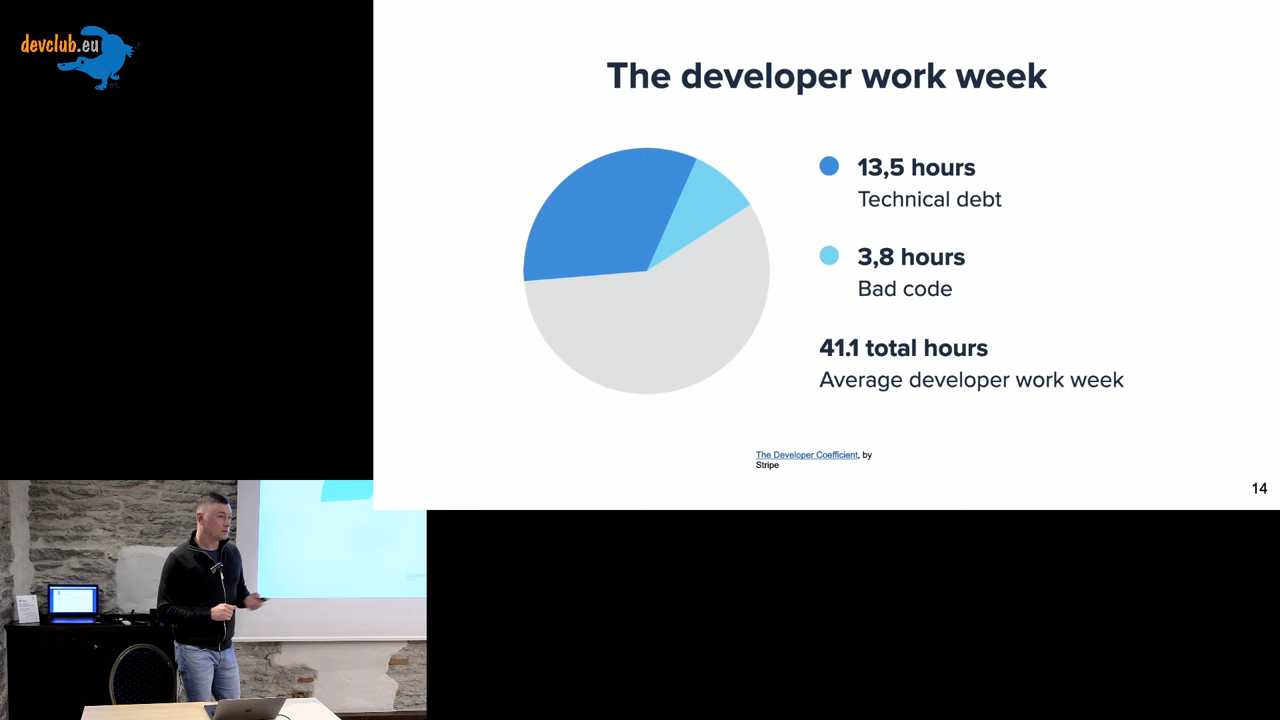 devclub.eu
The developer work week
13,5 hours
Technical debt
3,8 hours
Bad code
41.1 total hours
Average developer work week
The Developer Coefficient, by
Stripe
14